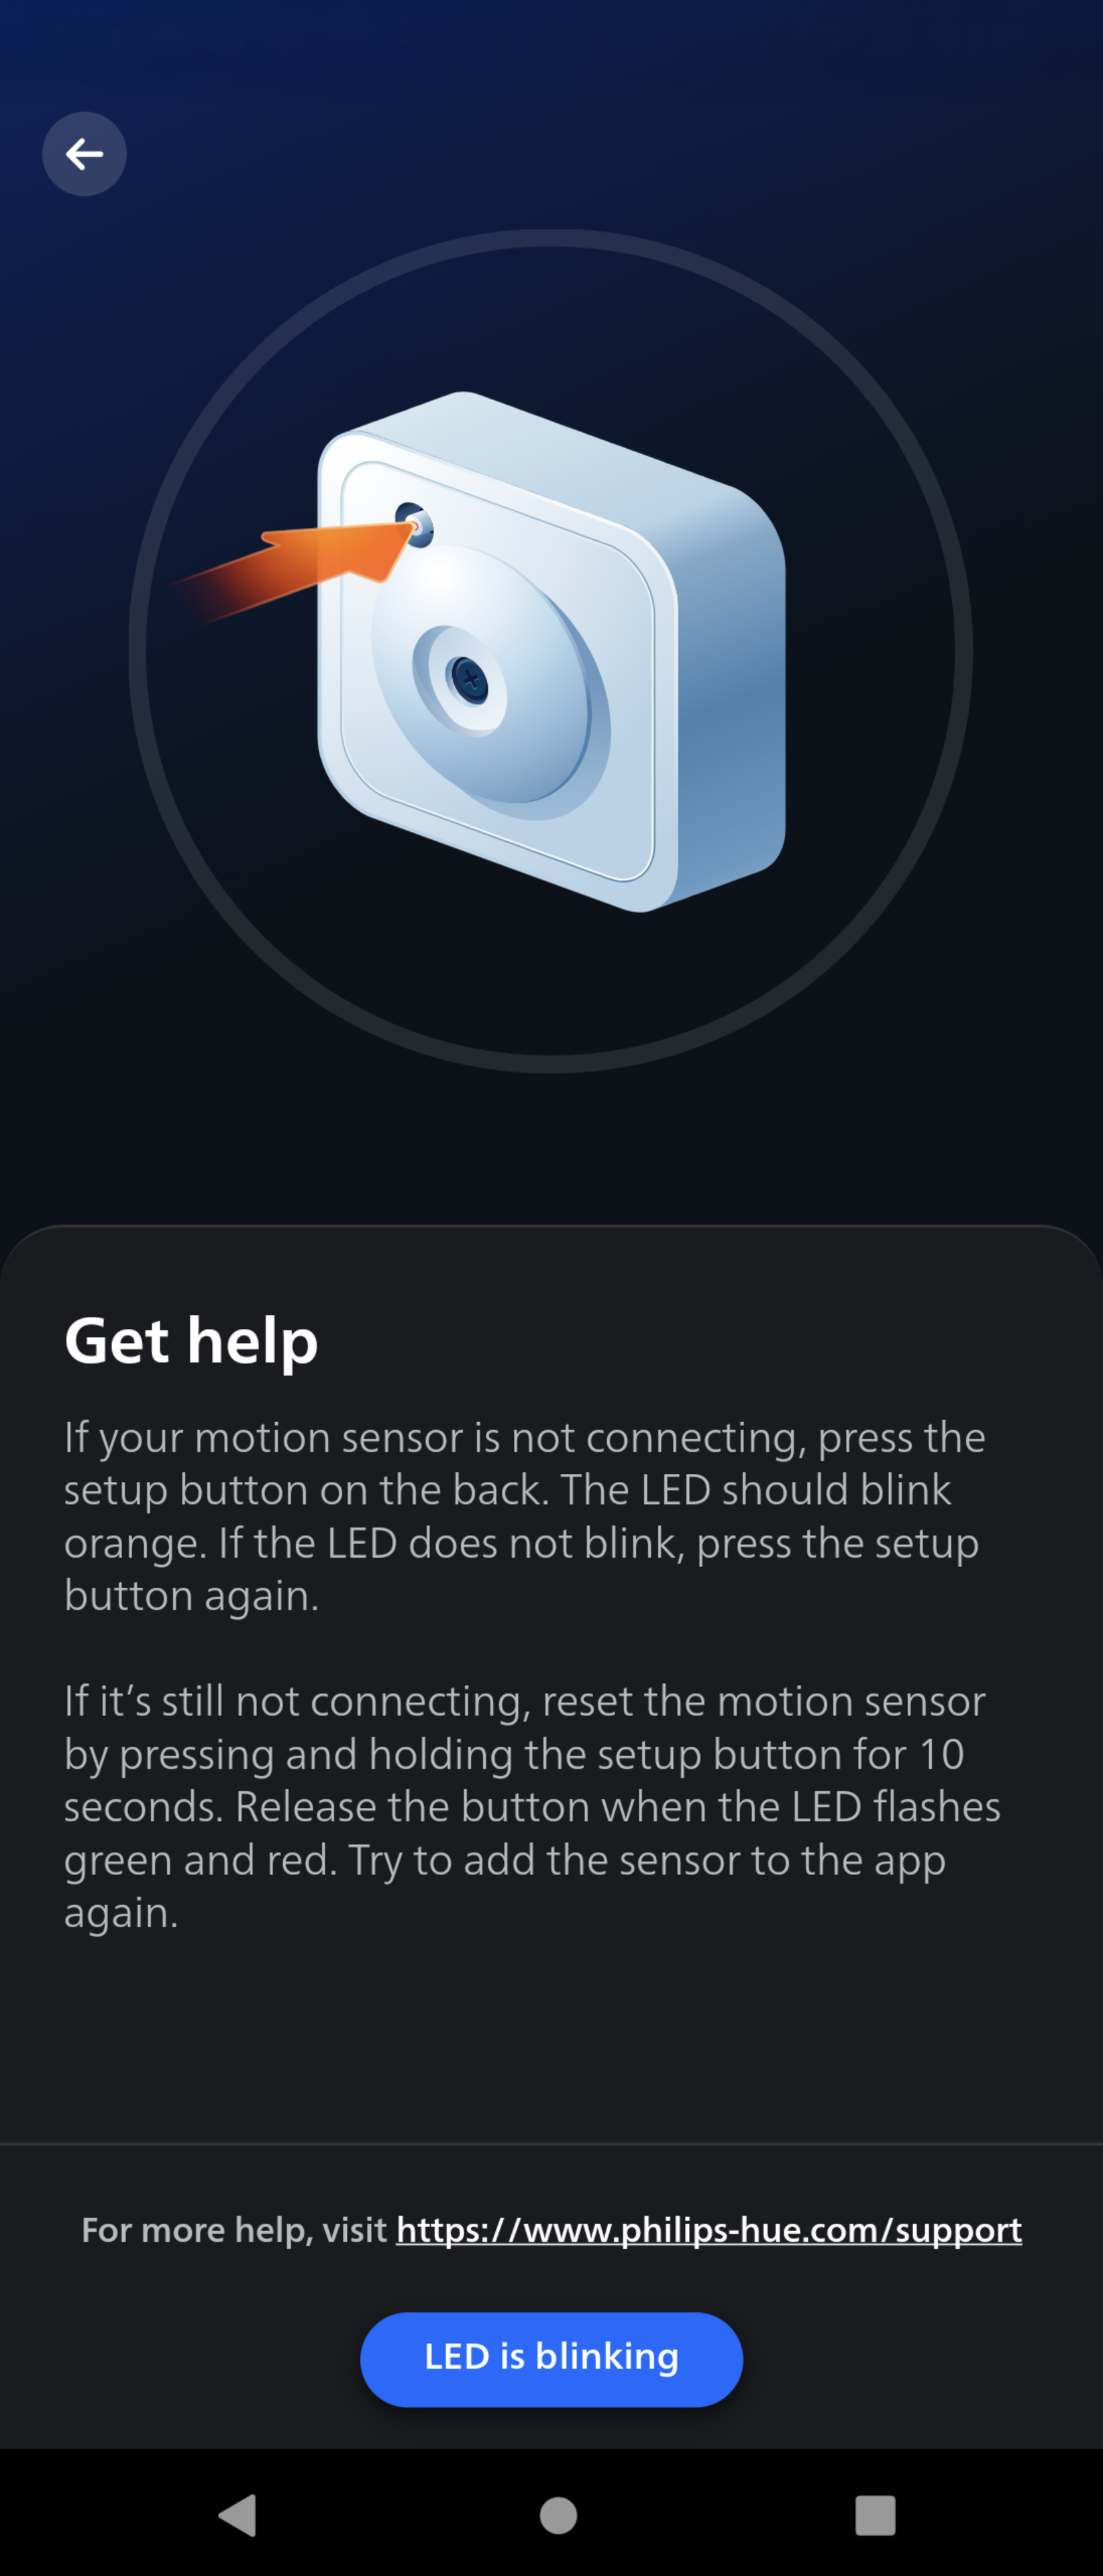 Get help
If your motion sensor is not connecting, press the
setup button on the back. The LED should blink
orange. If the LED does not blink, press the setup
button again.
If it’s still not connecting, reset the motion sensor
by pressing and holding the setup button for 10
seconds. Release the button when the LED flashes
green and red. Try to add the sensor to the app
again.
For more help, visit https://www.philips-hue.com/support
LED is blinking